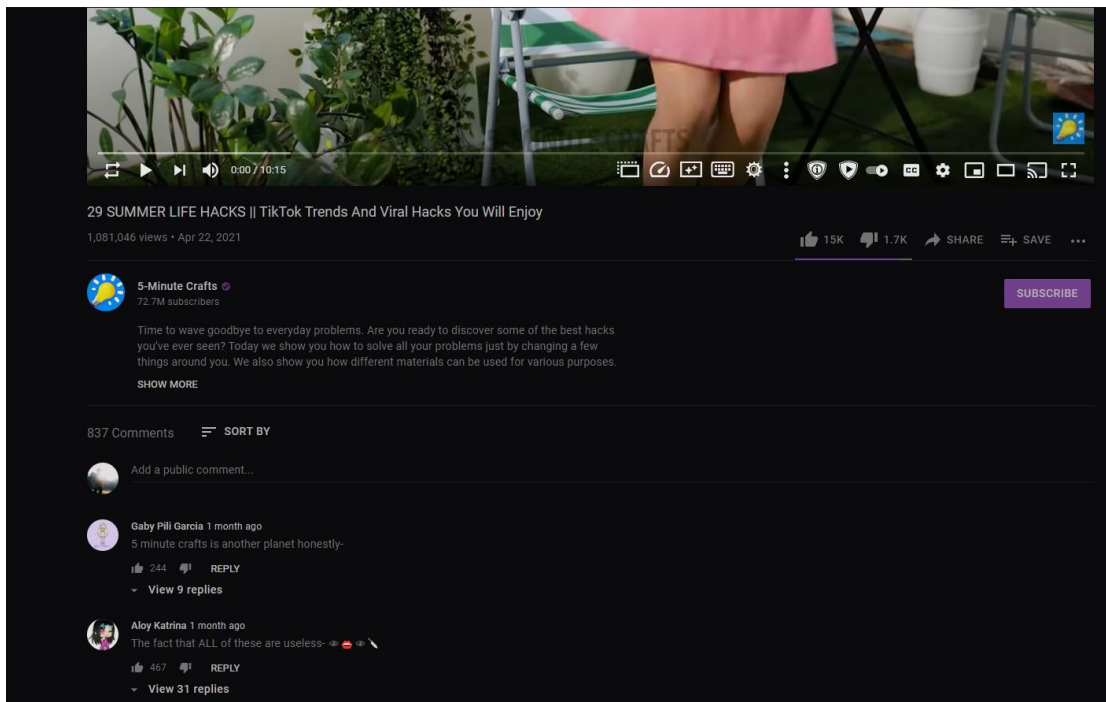 0:00 / 10:15
CC
29 SUMMER LIFE HACKS || TikTok Trends And Viral Hacks You Will Enjoy
1,081,046 views • Apr 22, 2021
15K 1.7K SHARE SAVE
5-Minute Crafts
72.7M subscribers
SUBSCRIBE
Time to wave goodbye to everyday problems. Are you ready to discover some of the best hacks
you've ever seen? Today we show you how to solve all your problems just by changing a few
things around you. We also show you how different materials can be used for various purposes.
SHOW MORE
837 Comments SORT BY
Add a public comment...
Gaby Pili Garcia 1 month ago
5 minute crafts is another planet honestly-
244 REPLY
View 9 replies
Aloy Katrina 1 month ago
The fact that ALL of these are useless- 👁👄👁🔪
467 REPLY
View 31 replies